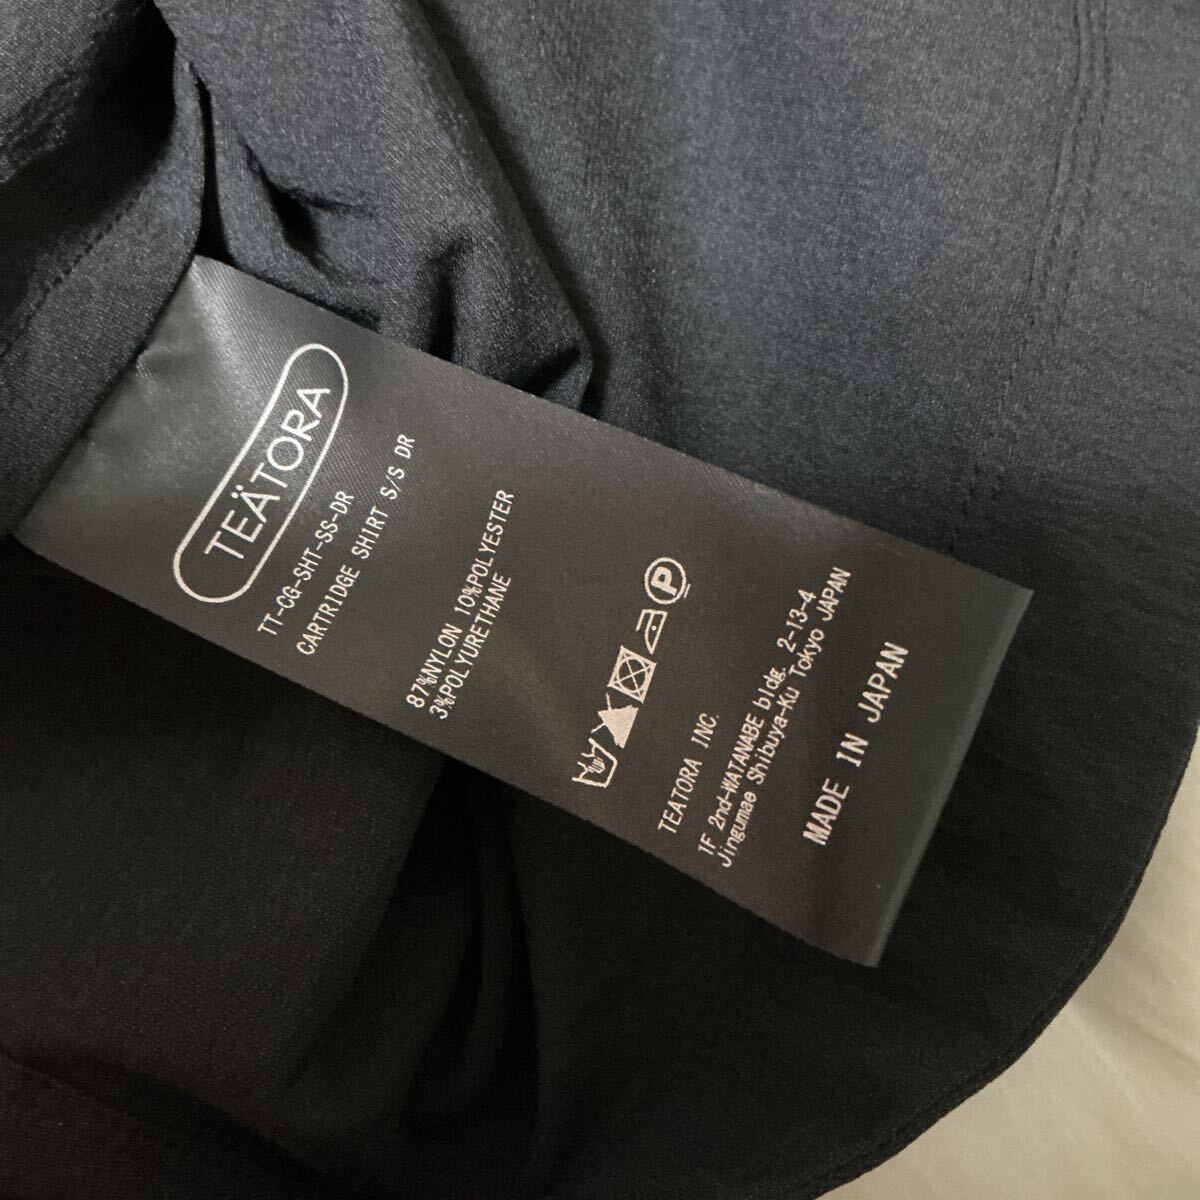 TEÄTORA
TT-CG-SHT-SS-DR
CARTRIDGE SHIRT S/S DR
87%NYLON 10%POLYESTER
3%POLYURETHANE
P
TEATORA INC.
1F 2nd-WATANABE bldg. 2-13-4
Jingumae Shibuya-Ku Tokyo JAPAN
MADE IN JAPAN